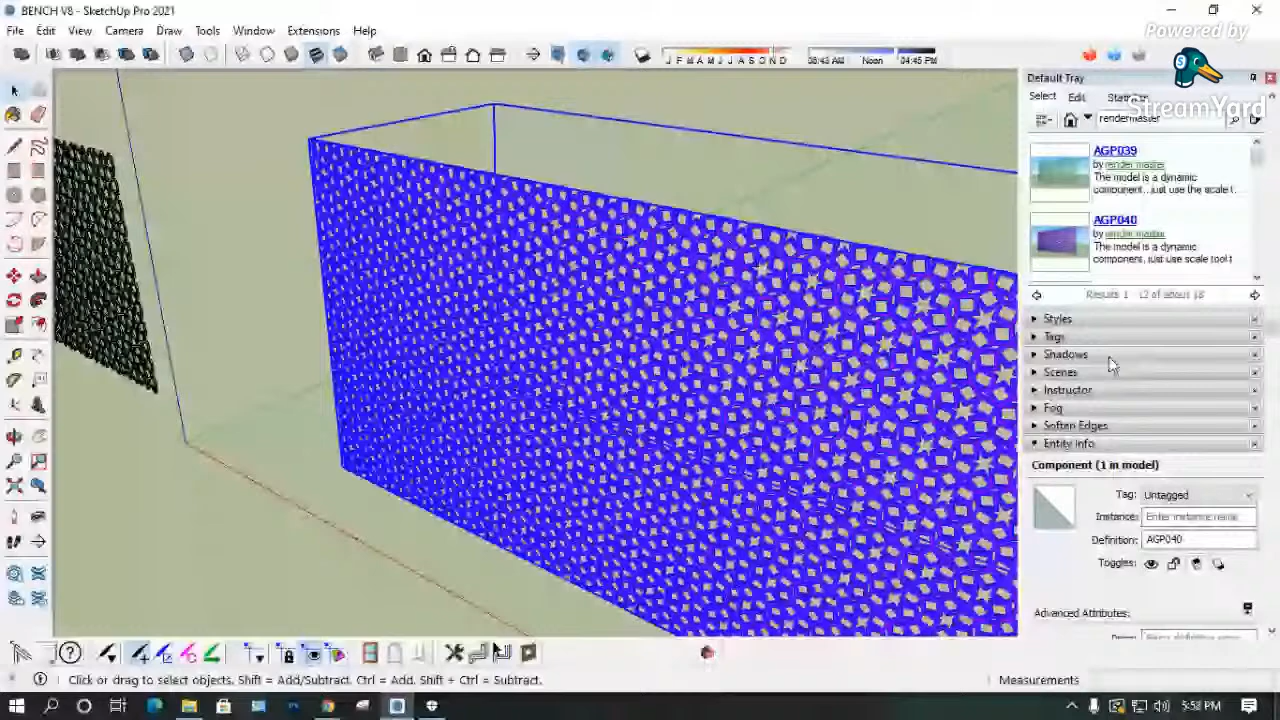 BENCH V8 - SketchUp Pro 2021
File Edit View Camera Draw Tools Window Extensions Help
Powered by
StreamYard
J F M A M J J A S O N D
06:43 AM Noon 04:45 PM
Default Tray
Select Edit
rendermaster
AGP039
by render master
The model is a dynamic
component...just use the scale t.
AGP040
by render master
The model is a dynamic
component, just use scale tool t
Results 1 - 12 of about 18
Styles
Tags
Shadows
Scenes
Instructor
Fog
Soften Edges
Entity Info
Component (1 in model)
Tag: Untagged
Instance: Enter instance name
Definition: AGP040
Toggles:
Advanced Attributes:
Click or drag to select objects. Shift = Add/Subtract. Ctrl = Add. Shift + Ctrl = Subtract.
Measurements
5:52 PM